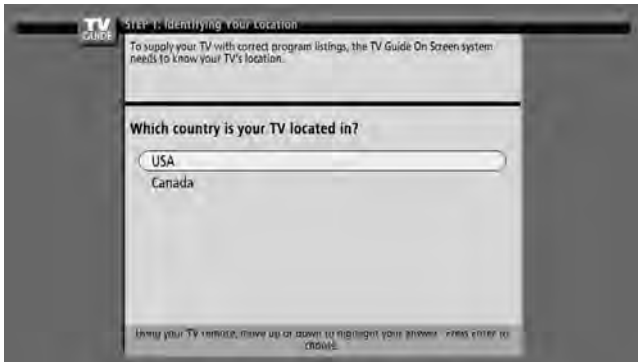 TV
GUIDE
STEP 1: Identifying Your Location
To supply your TV with correct program listings, the TV Guide On Screen system
needs to know your TV's location.
Which country is your TV located in?
USA
Canada
Using your TV remote, move up or down to highlight your answer. Press enter to
choose.